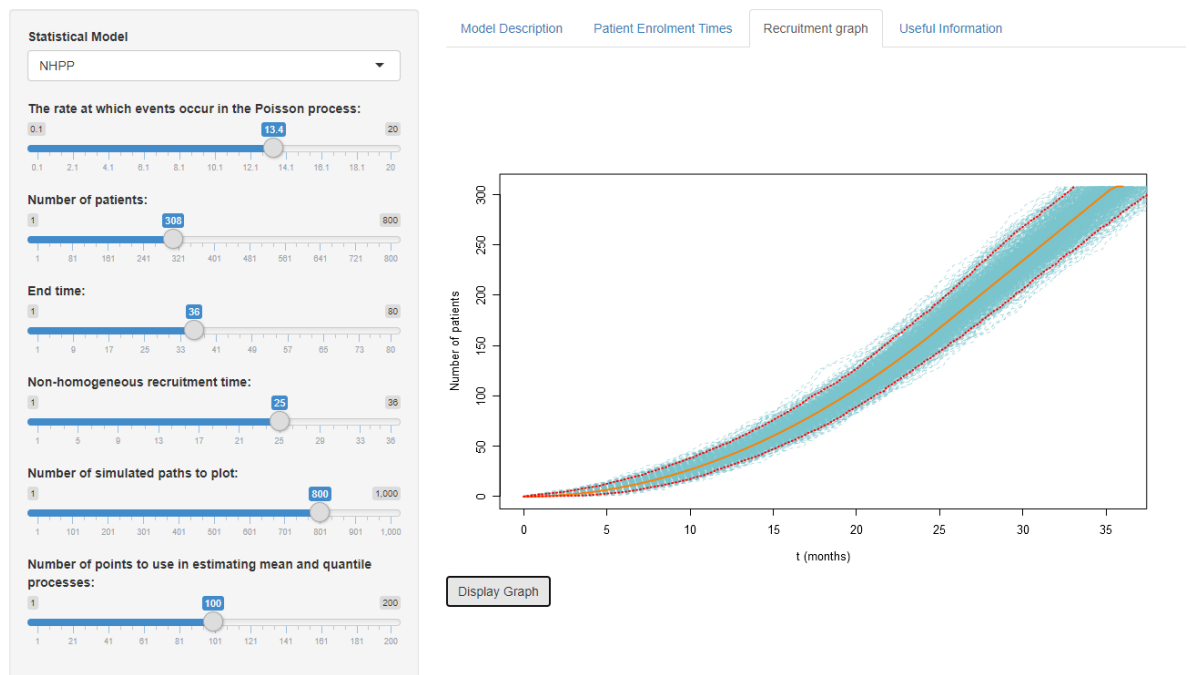 Statistical Model
NHPP
The rate at which events occur in the Poisson process:
0.1 13.4 20
0.1 2.1 4.1 6.1 8.1 10.1 12.1 14.1 16.1 18.1 20
Number of patients:
1 308 800
1 81 161 241 321 401 481 561 641 721 800
End time:
1 36 80
1 9 17 25 33 41 49 57 65 73 80
Non-homogeneous recruitment time:
1 25 36
1 5 9 13 17 21 25 29 33 36
Number of simulated paths to plot:
1 800 1,000
1 101 201 301 401 501 601 701 801 901 1,000
Number of points to use in estimating mean and quantile
processes:
1 100 200
1 21 41 61 81 101 121 141 161 181 200
Model Description Patient Enrolment Times Recruitment graph Useful Information
Number of patients
300
250
200
150
100
50
0
0 5 10 15 20 25 30 35
t (months)
Display Graph